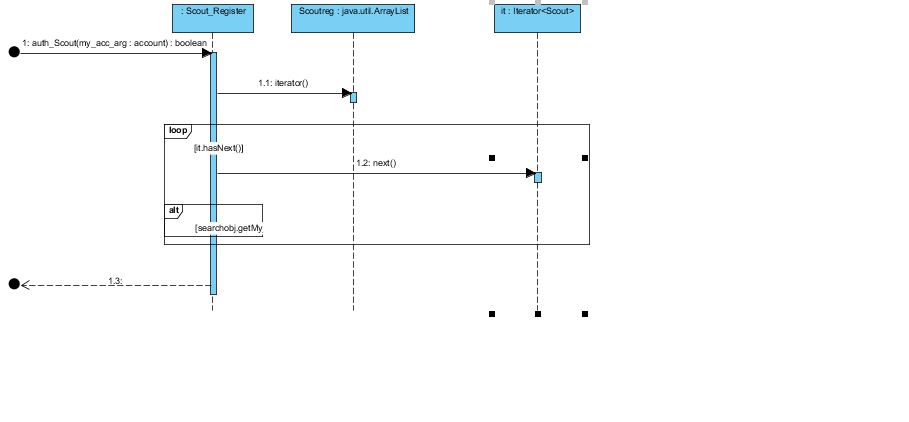 : Scout_Register
Scoutreg : java.util.ArrayList
it : Iterator<Scout>
1: auth_Scout(my_acc_arg : account) : boolean
1.1: iterator()
loop
[it.hasNext()]
1.2: next()
alt
[searchobj.getMy
1.3: